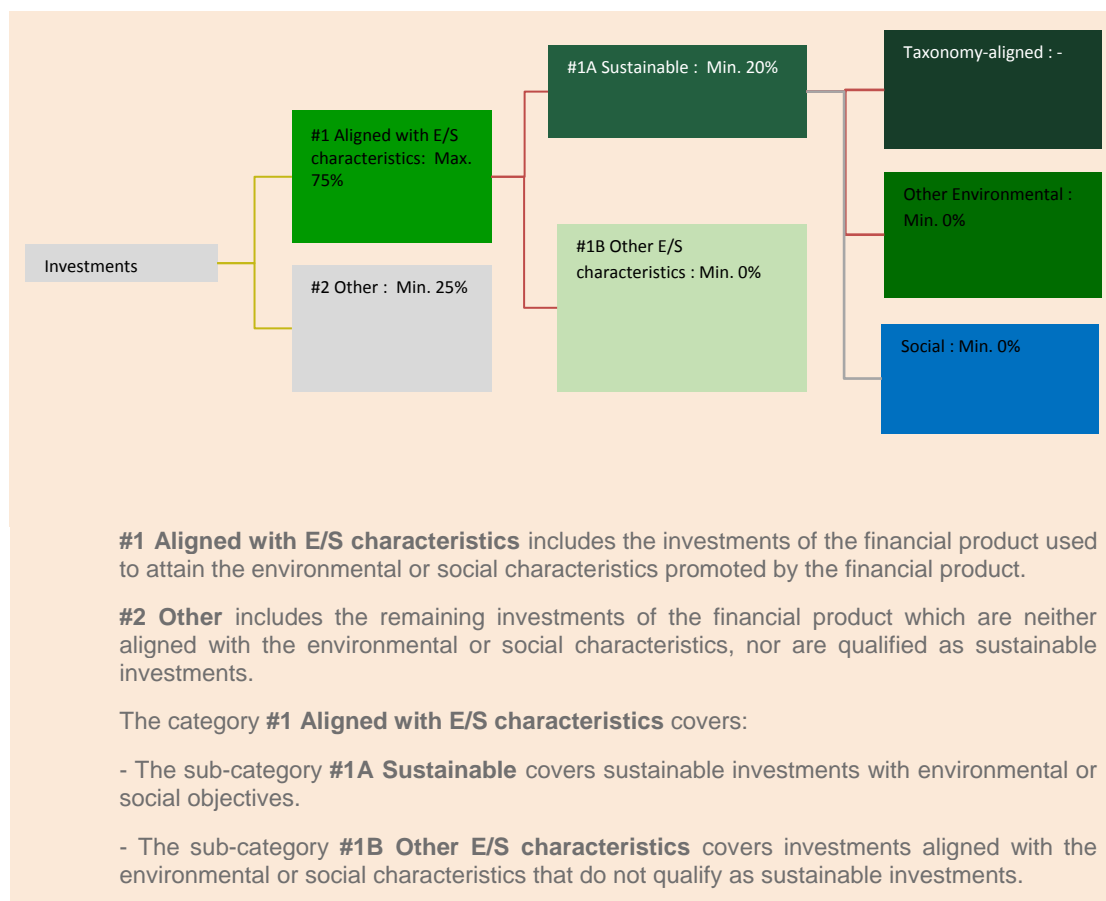 Investments
#1 Aligned with E/S
characteristics: Max.
75%
#2 Other : Min. 25%
#1A Sustainable : Min. 20%
#1B Other E/S
characteristics : Min. 0%
Taxonomy-aligned : -
Other Environmental :
Min. 0%
Social : Min. 0%
#1 Aligned with E/S characteristics includes the investments of the financial product used
to attain the environmental or social characteristics promoted by the financial product.
#2 Other includes the remaining investments of the financial product which are neither
aligned with the environmental or social characteristics, nor are qualified as sustainable
investments.
The category #1 Aligned with E/S characteristics covers:
- The sub-category #1A Sustainable covers sustainable investments with environmental or
social objectives.
- The sub-category #1B Other E/S characteristics covers investments aligned with the
environmental or social characteristics that do not qualify as sustainable investments.